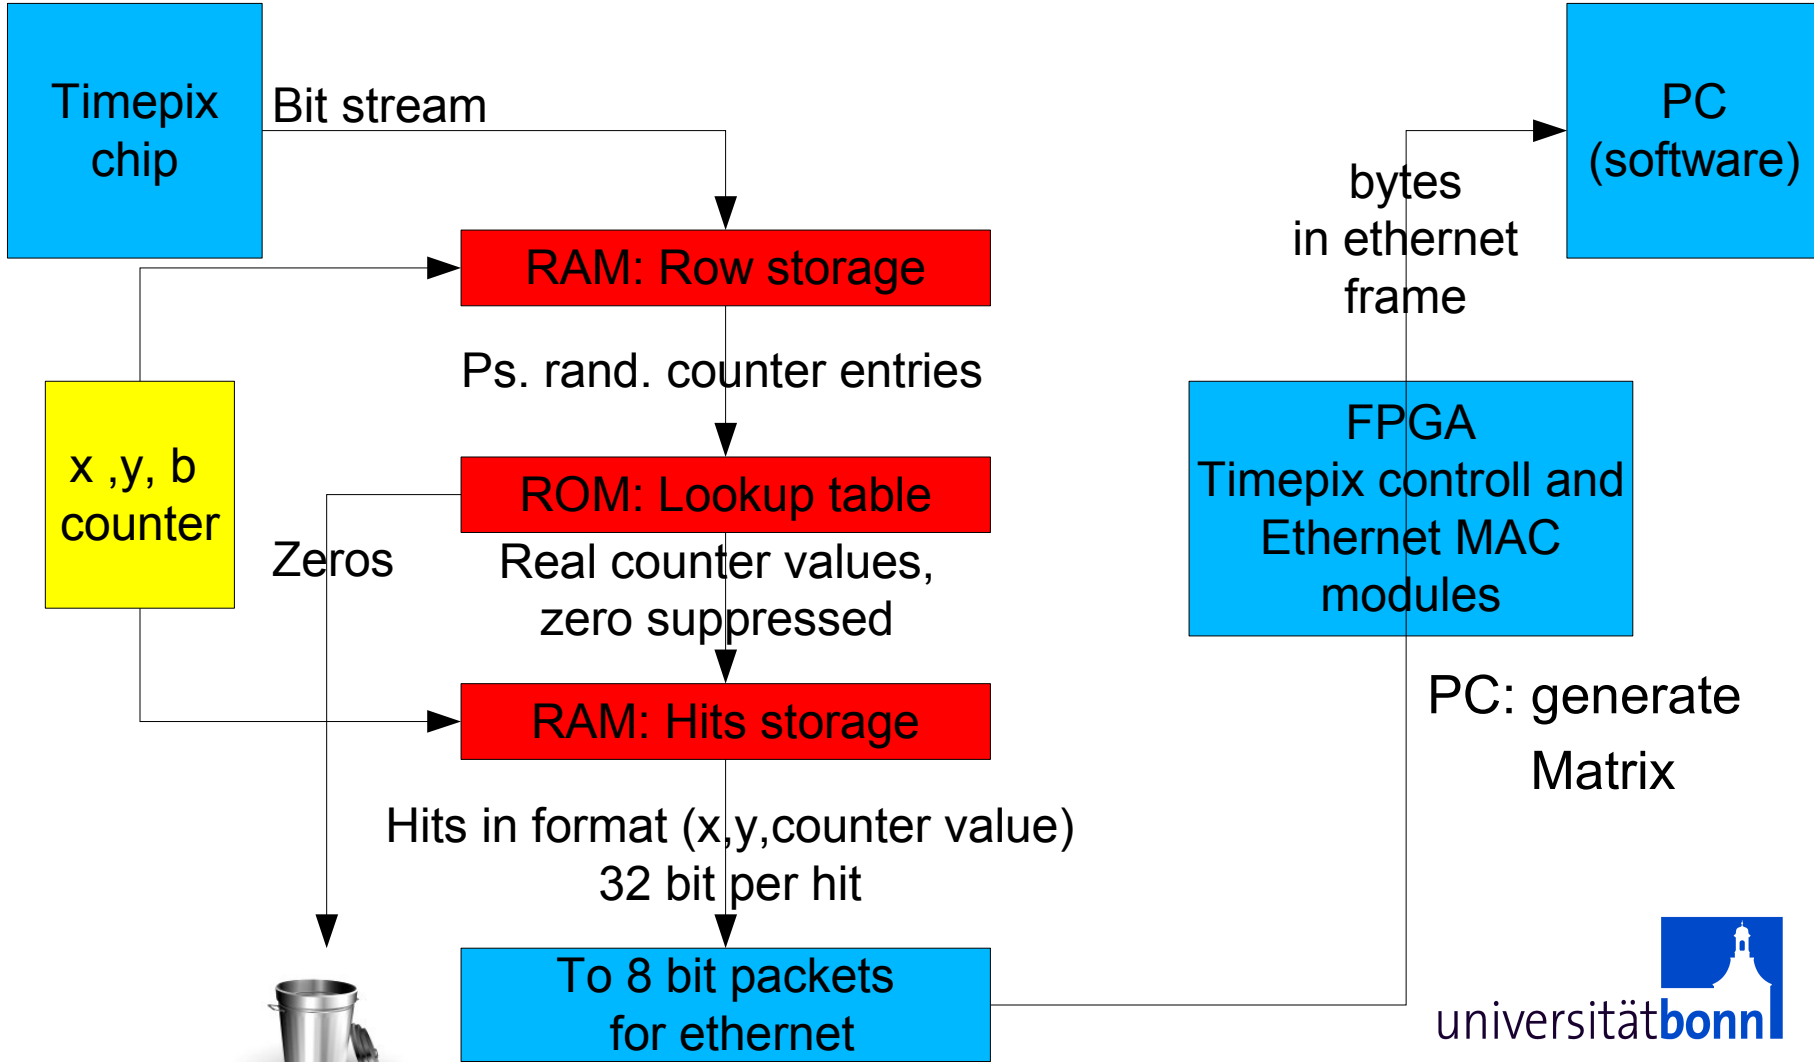 Timepix
chip
Bit stream
RAM: Row storage
Ps. rand. counter entries
x ,y, b
counter
ROM: Lookup table
Zeros
Real counter values,
zero suppressed
RAM: Hits storage
Hits in format (x,y,counter value)
32 bit per hit
To 8 bit packets
for ethernet
PC
(software)
bytes
in ethernet
frame
FPGA
Timepix controll and
Ethernet MAC
modules
PC: generate
Matrix
universitätbonn